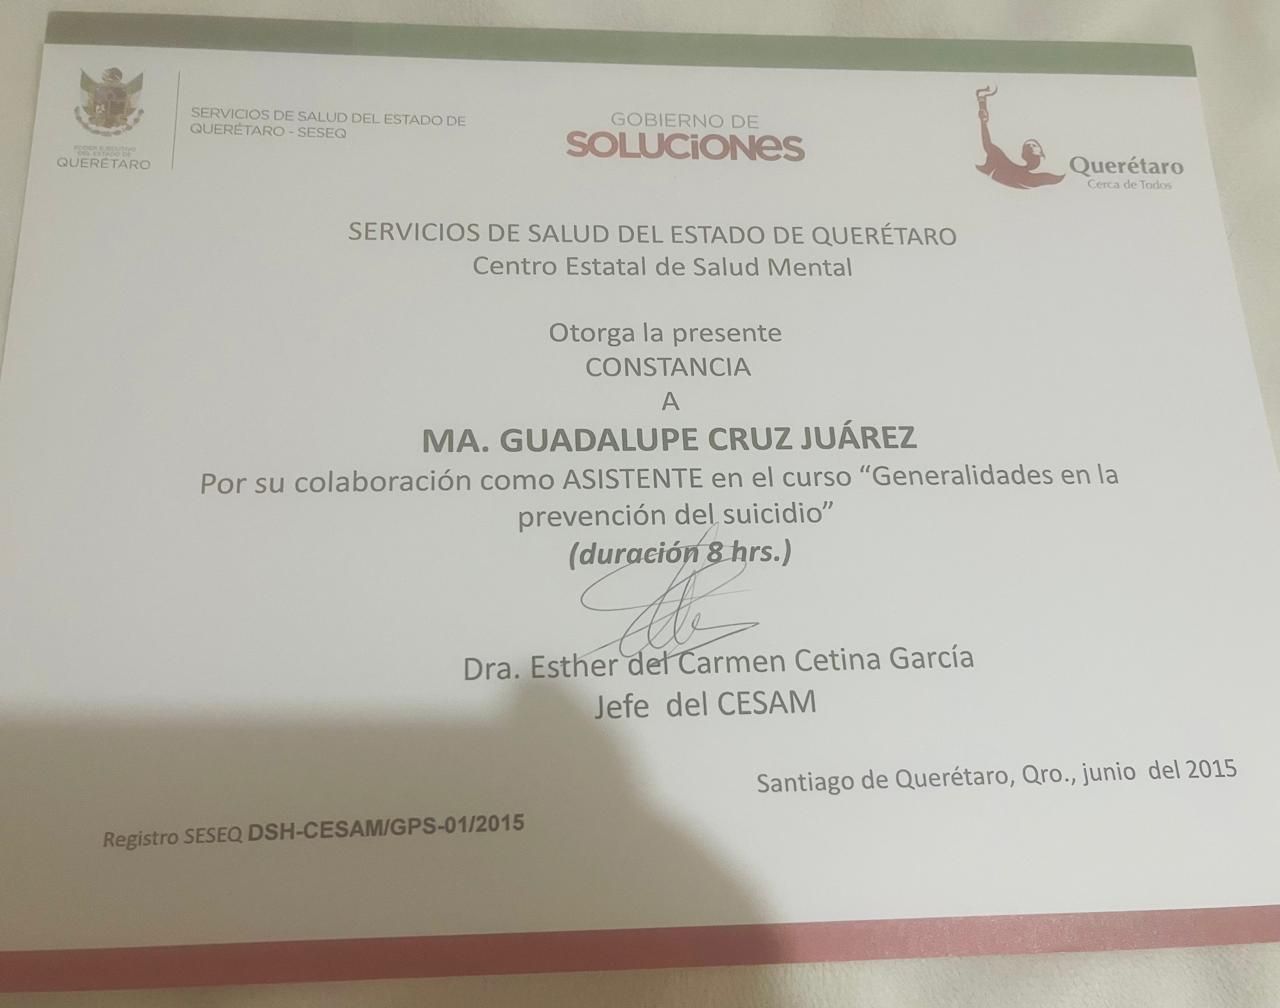 SERVICIOS DE SALUD DEL ESTADO DE
QUERÉTARO - SESEQ
PODER EJECUTIVO
DEL ESTADO DE
QUERÉTARO
GOBIERNO DE
SOLUCiONes
Querétaro
Cerca de Todos
SERVICIOS DE SALUD DEL ESTADO DE QUERÉTARO
Centro Estatal de Salud Mental
Otorga la presente
CONSTANCIA
A
MA. GUADALUPE CRUZ JUÁREZ
Por su colaboración como ASISTENTE en el curso “Generalidades en la
prevención del suicidio”
(duración 8 hrs.)
Dra. Esther del Carmen Cetina García
Jefe del CESAM
Santiago de Querétaro, Qro., junio del 2015
Registro SESEQ DSH-CESAM/GPS-01/2015